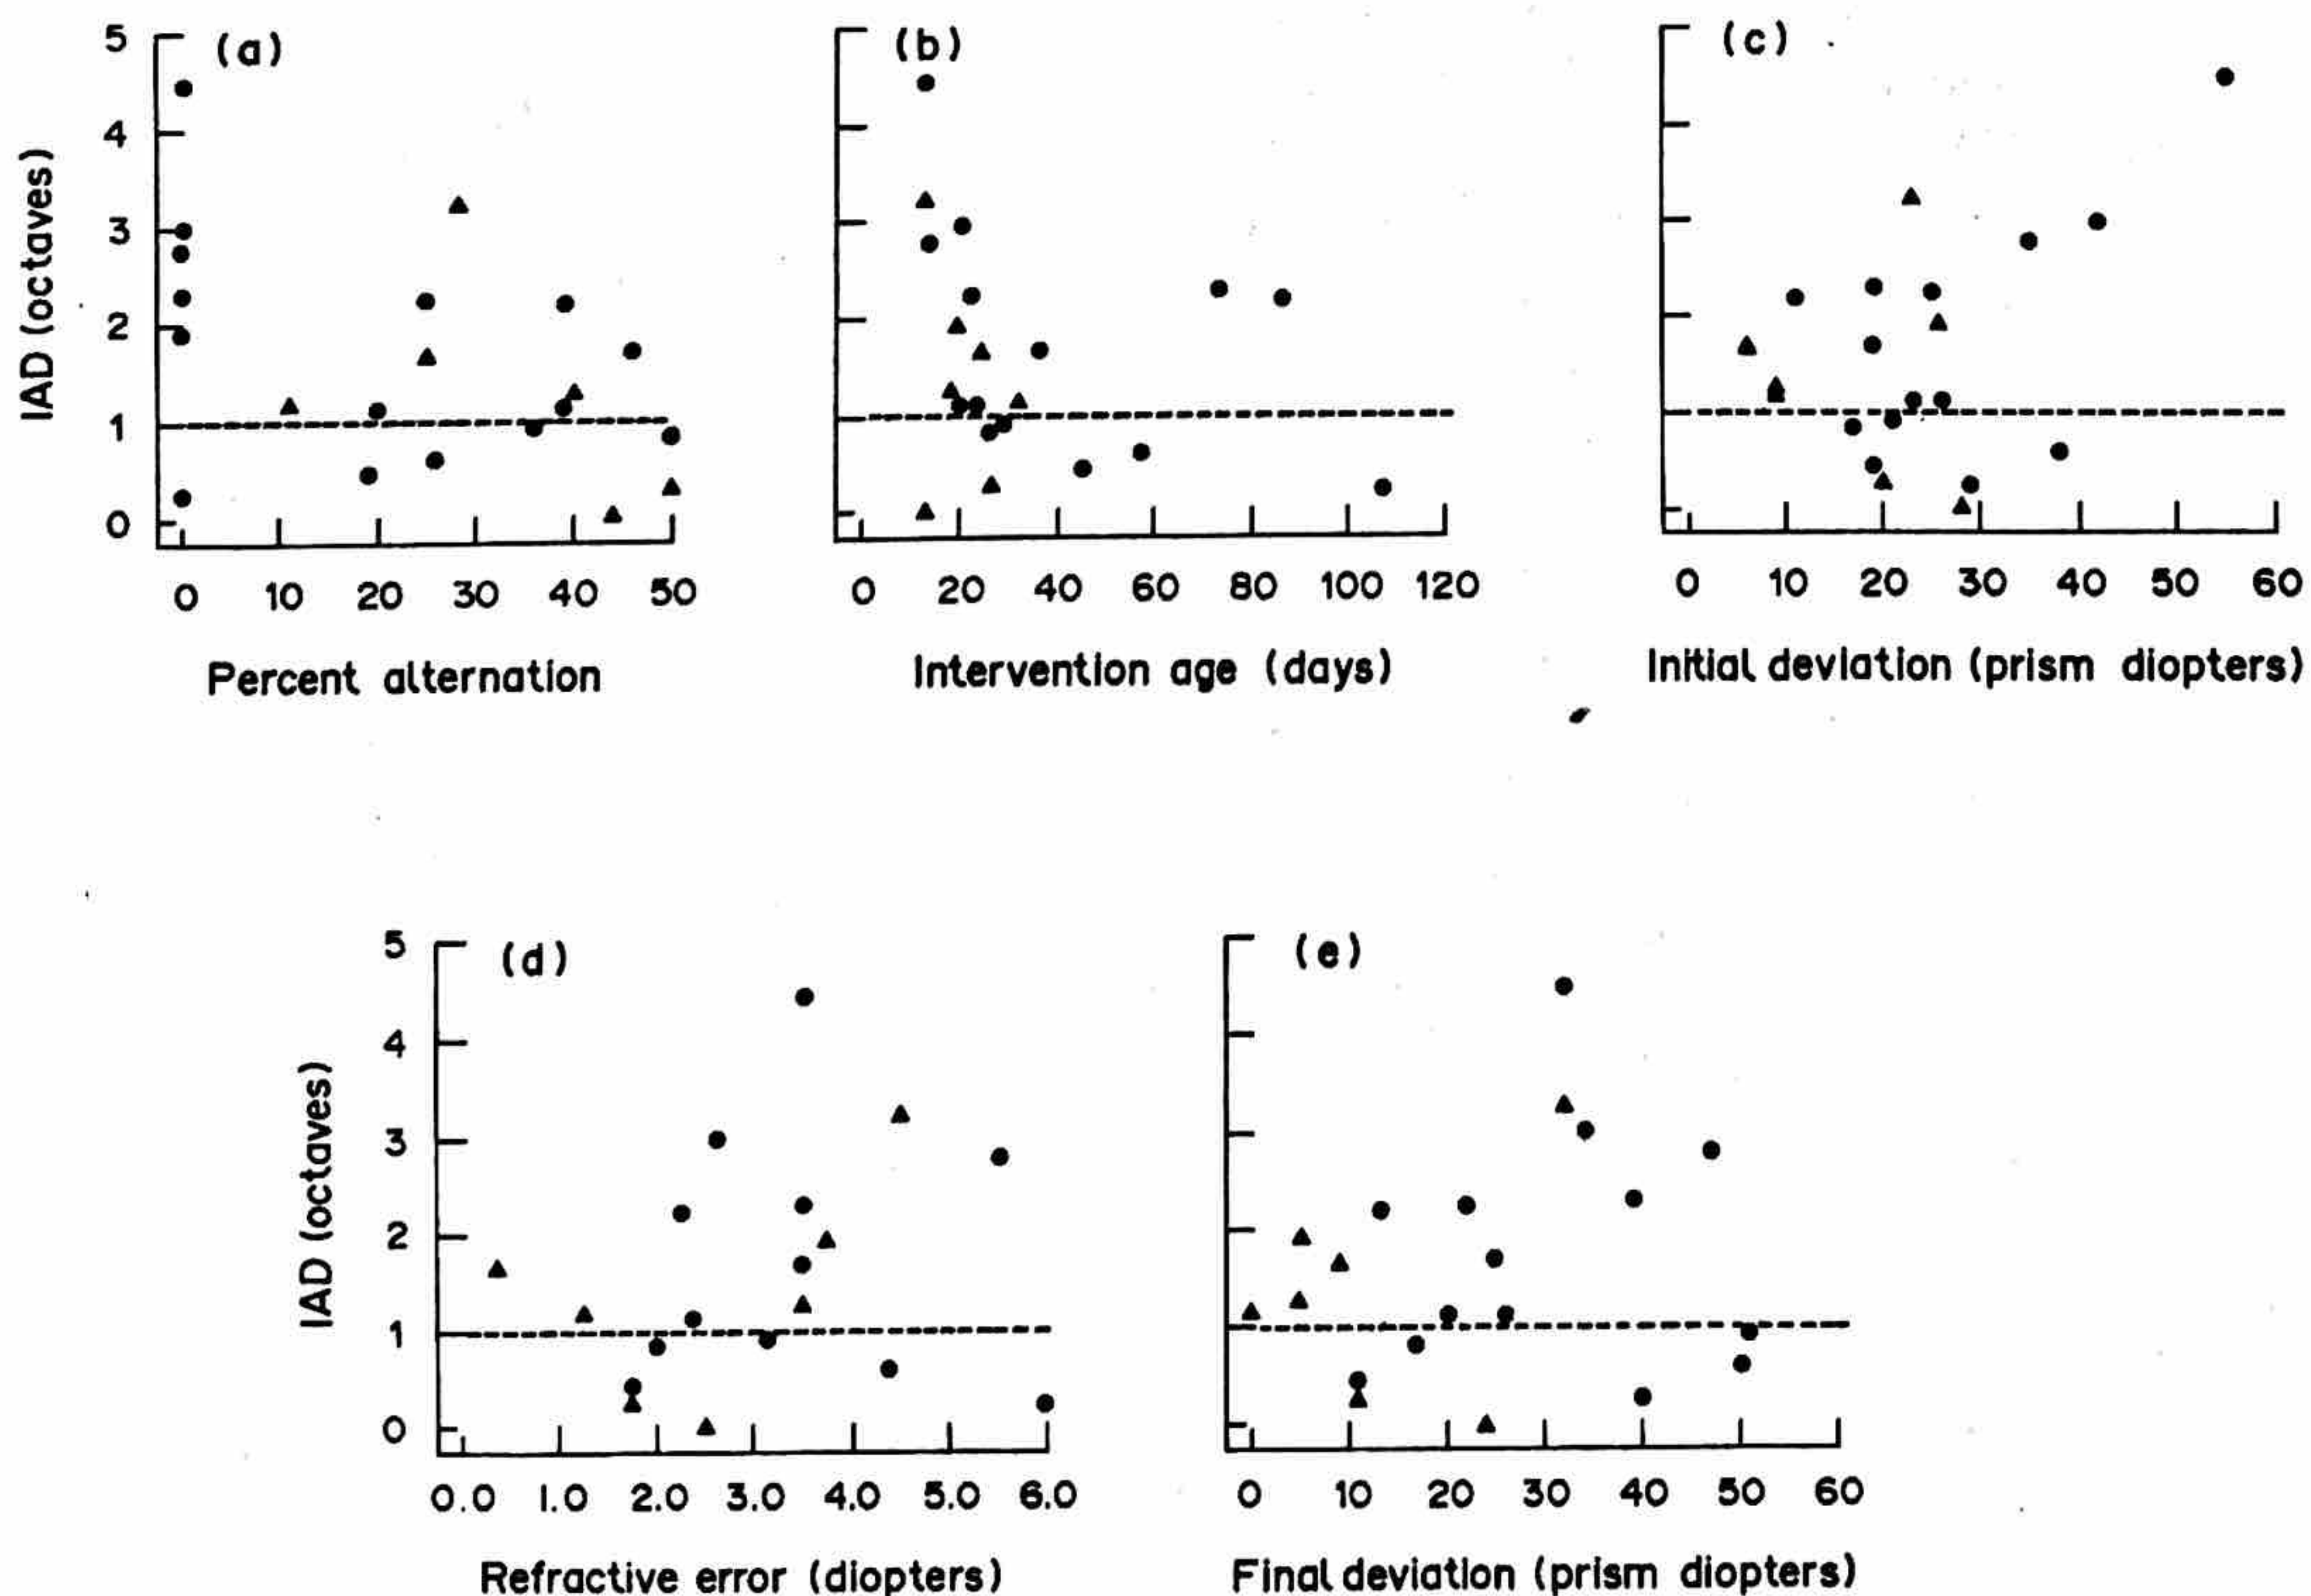 (a)
5
4
3
2
1
0
IAD (octaves)
0 10 20 30 40 50
Percent alternation
(b)
0 20 40 60 80 100 120
Intervention age (days)
(c)
0 10 20 30 40 50 60
Initial deviation (prism diopters)
(d)
5
4
3
2
1
0
IAD (octaves)
0.0 1.0 2.0 3.0 4.0 5.0 6.0
Refractive error (diopters)
(e)
0 10 20 30 40 50 60
Final deviation (prism diopters)